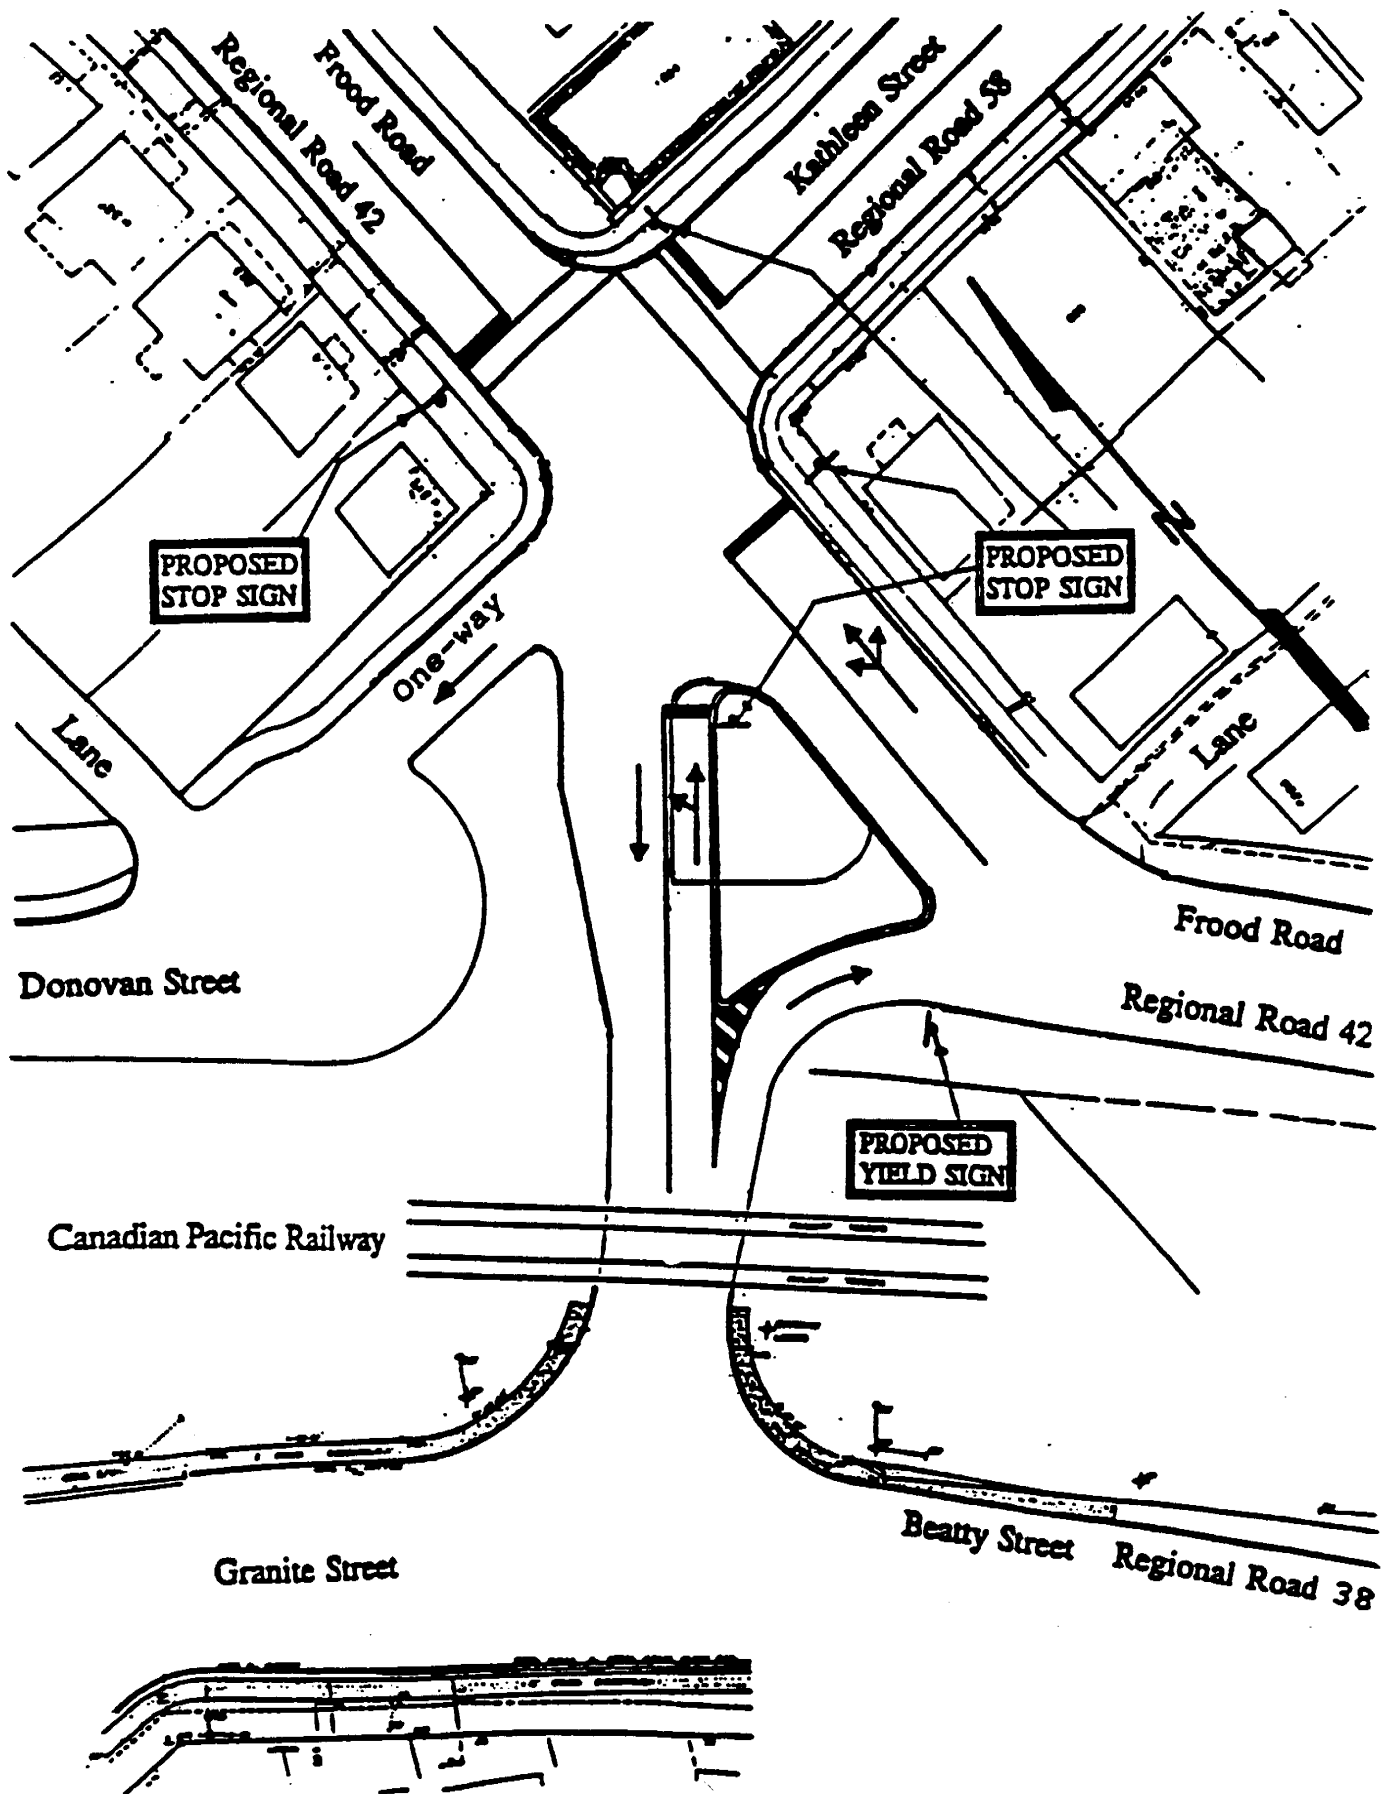 Regional Road 42
Frood Road
Kathleen Street
Regional Road 58
PROPOSED
STOP SIGN
PROPOSED
STOP SIGN
One-way
N
Lane
Lane
Frood Road
Donovan Street
Regional Road 42
PROPOSED
YIELD SIGN
Canadian Pacific Railway
Beatty Street Regional Road 38
Granite Street